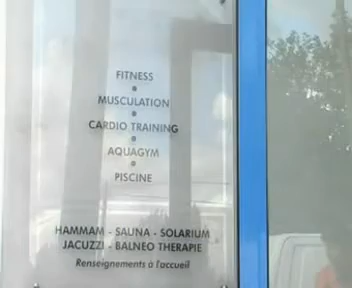 FITNESS
MUSCULATION
CARDIO TRAINING
AQUAGYM
PISCINE
HAMMAM - SAUNA - SOLARIUM
JACUZZI - BALNEO THERAPIE
Renseignements à l'accueil